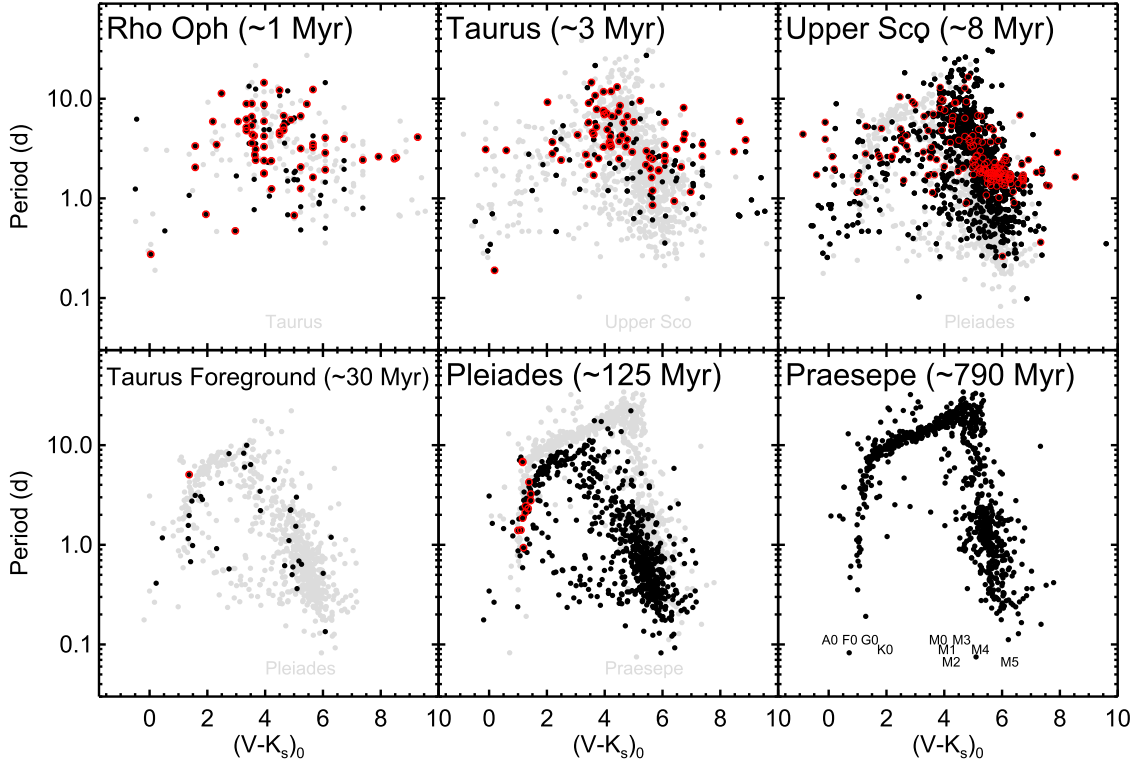 Rho Oph (~1 Myr)
Taurus (~3 Myr)
Upper Sco (~8 Myr)
10.0
1.0
0.1
Period (d)
Taurus
Upper Sco
Pleiades
Taurus Foreground (~30 Myr)
Pleiades (~125 Myr)
Praesepe (~790 Myr)
10.0
1.0
0.1
Period (d)
Pleiades
Praesepe
A0 F0 G0
K0
M0 M3
M1
M4
M2
M5
0 2 4 6 8 10
0 2 4 6 8 10
0 2 4 6 8 10
(V-Ks)0
(V-Ks)0
(V-Ks)0